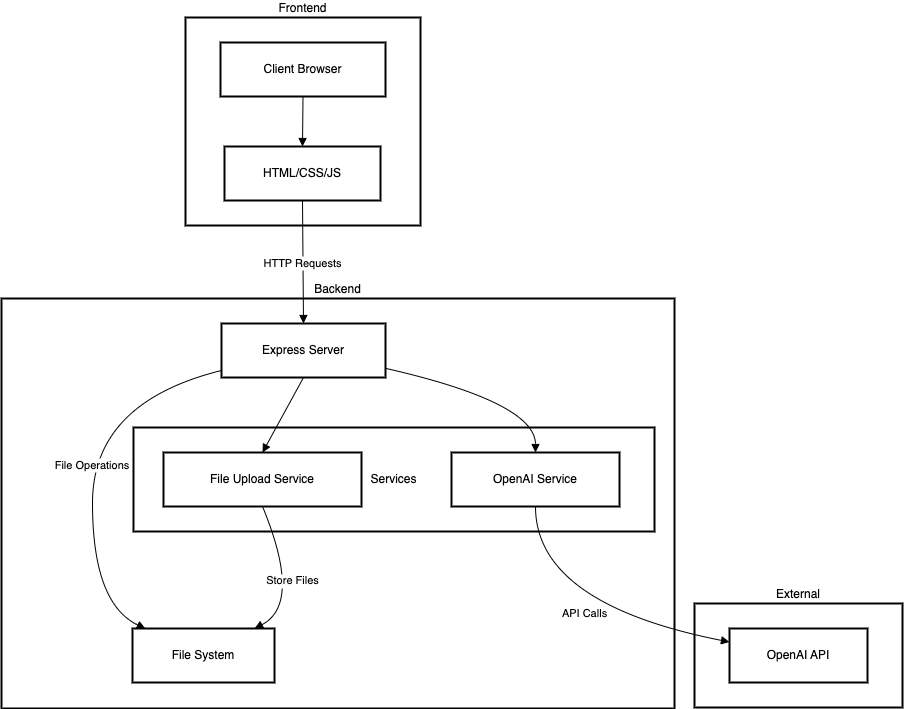 Frontend
Client Browser
HTML/CSS/JS
HTTP Requests
Backend
Express Server
File Operations
File Upload Service
Services
OpenAI Service
Store Files
API Calls
File System
External
OpenAI API